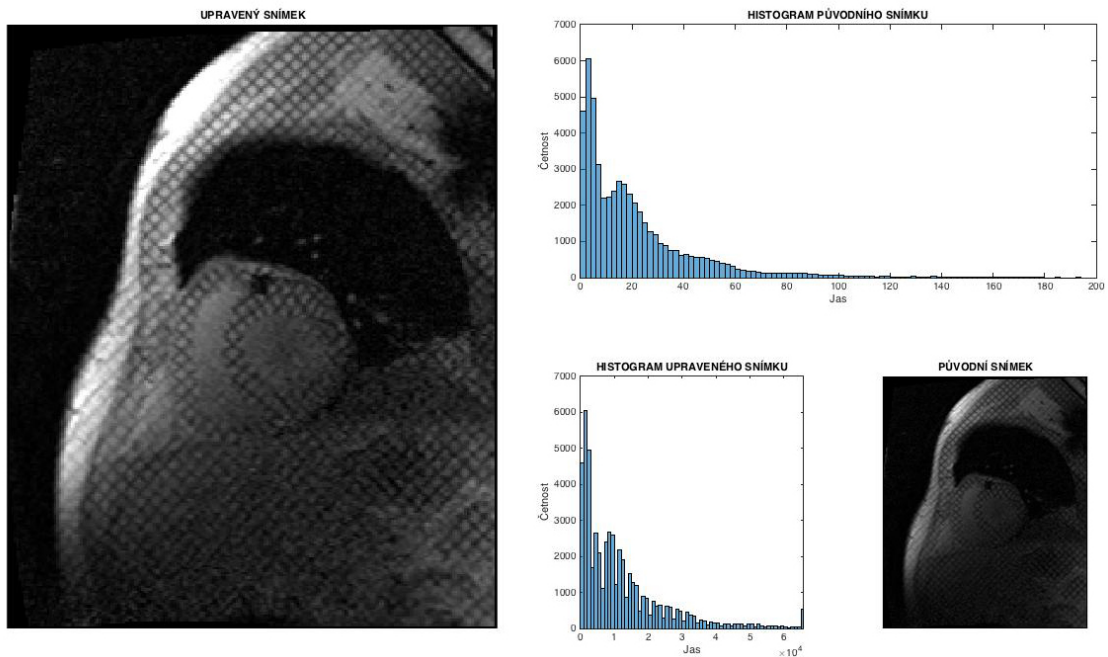 UPRAVENÝ SNÍMEK
HISTOGRAM PŮVODNÍHO SNÍMKU
7000
6000
5000
4000
3000
2000
1000
0
Četnost
0 20 40 60 80 100 120 140 160 180 200
Jas
HISTOGRAM UPRAVENÉHO SNÍMKU
7000
6000
5000
4000
3000
2000
1000
0
Četnost
0 1 2 3 4 5 6
×10⁴
Jas
PŮVODNÍ SNÍMEK